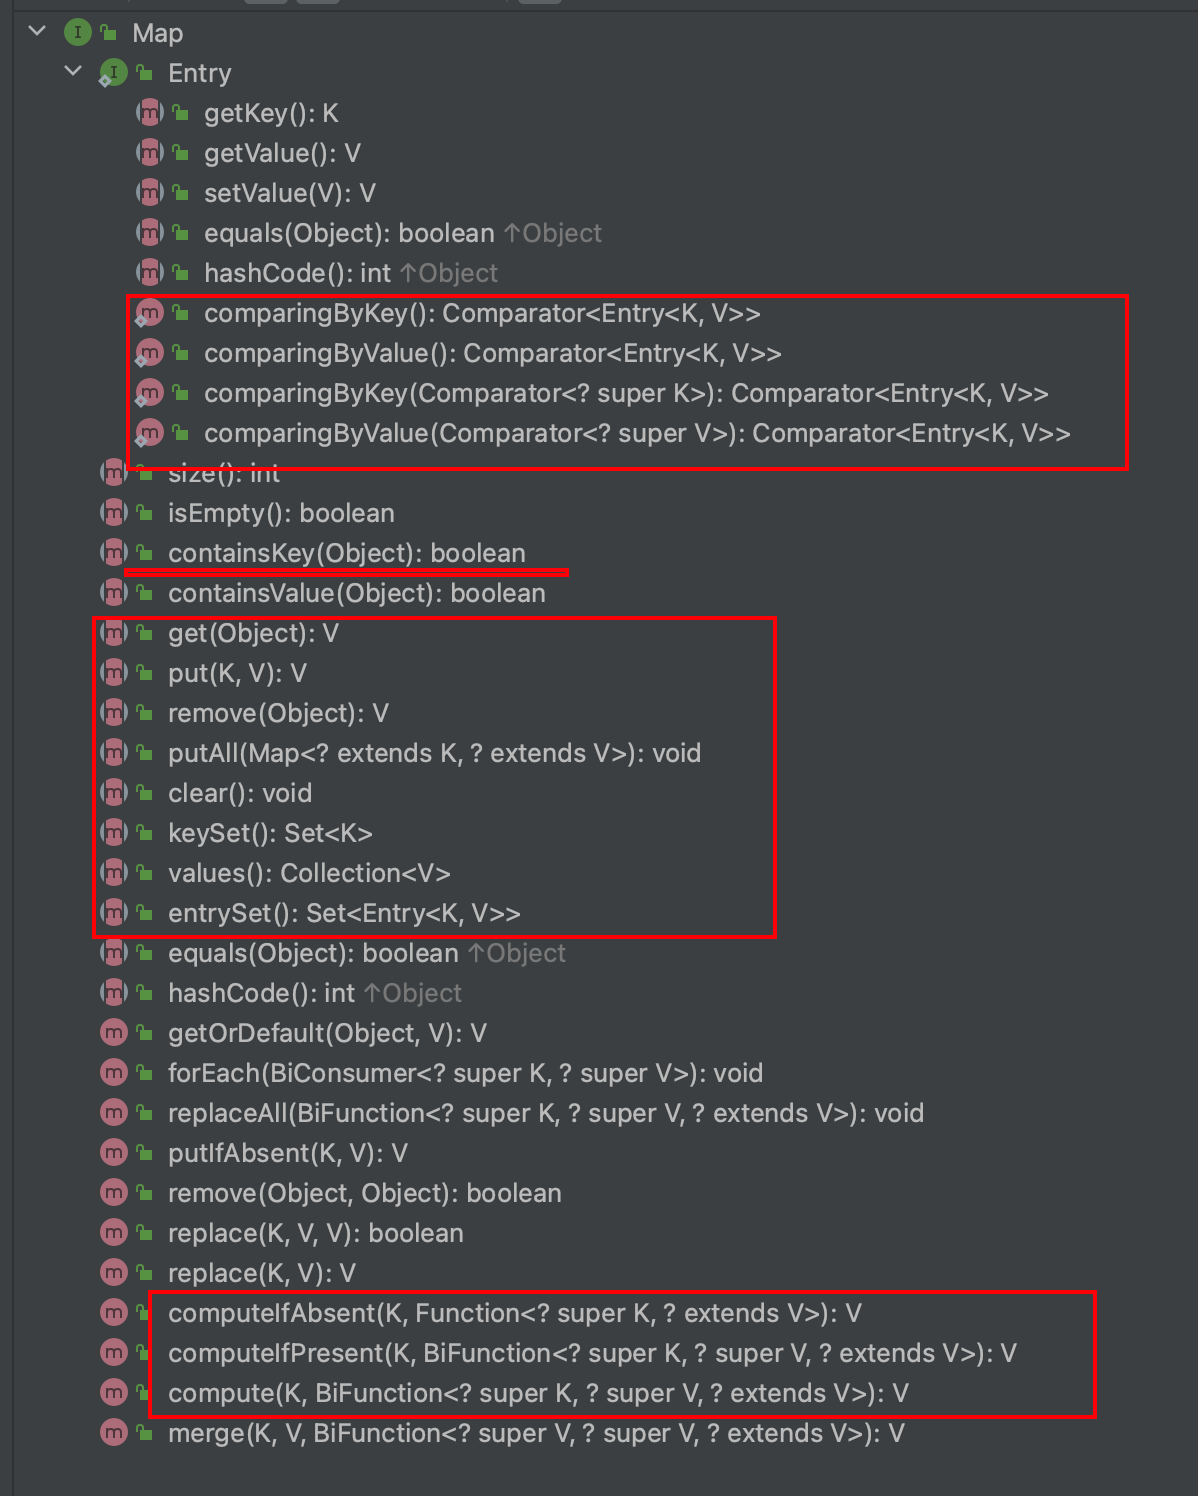 Map
Entry
getKey(): K
getValue(): V
setValue(V): V
equals(Object): boolean ↑Object
hashCode(): int ↑Object
comparingByKey(): Comparator<Entry<K, V>>
comparingByValue(): Comparator<Entry<K, V>>
comparingByKey(Comparator<? super K>): Comparator<Entry<K, V>>
comparingByValue(Comparator<? super V>): Comparator<Entry<K, V>>
size(): int
isEmpty(): boolean
containsKey(Object): boolean
containsValue(Object): boolean
get(Object): V
put(K, V): V
remove(Object): V
putAll(Map<? extends K, ? extends V>): void
clear(): void
keySet(): Set<K>
values(): Collection<V>
entrySet(): Set<Entry<K, V>>
equals(Object): boolean ↑Object
hashCode(): int ↑Object
getOrDefault(Object, V): V
forEach(BiConsumer<? super K, ? super V>): void
replaceAll(BiFunction<? super K, ? super V, ? extends V>): void
putIfAbsent(K, V): V
remove(Object, Object): boolean
replace(K, V, V): boolean
replace(K, V): V
computeIfAbsent(K, Function<? super K, ? extends V>): V
computeIfPresent(K, BiFunction<? super K, ? super V, ? extends V>): V
compute(K, BiFunction<? super K, ? super V, ? extends V>): V
merge(K, V, BiFunction<? super V, ? super V, ? extends V>): V